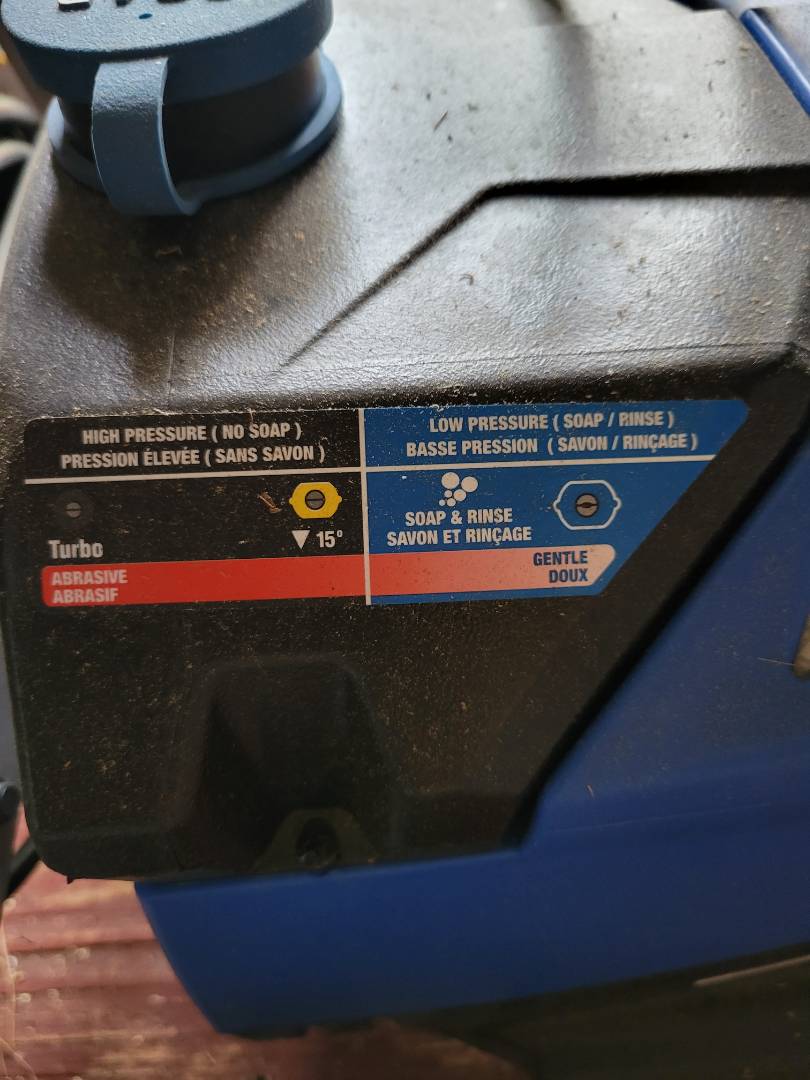 HIGH PRESSURE ( NO SOAP )
PRESSION ÉLEVÉE ( SANS SAVON )
LOW PRESSURE ( SOAP / RINSE )
BASSE PRESSION ( SAVON / RINÇAGE )
Turbo
15°
SOAP & RINSE
SAVON ET RINÇAGE
ABRASIVE
ABRASIF
GENTLE
DOUX